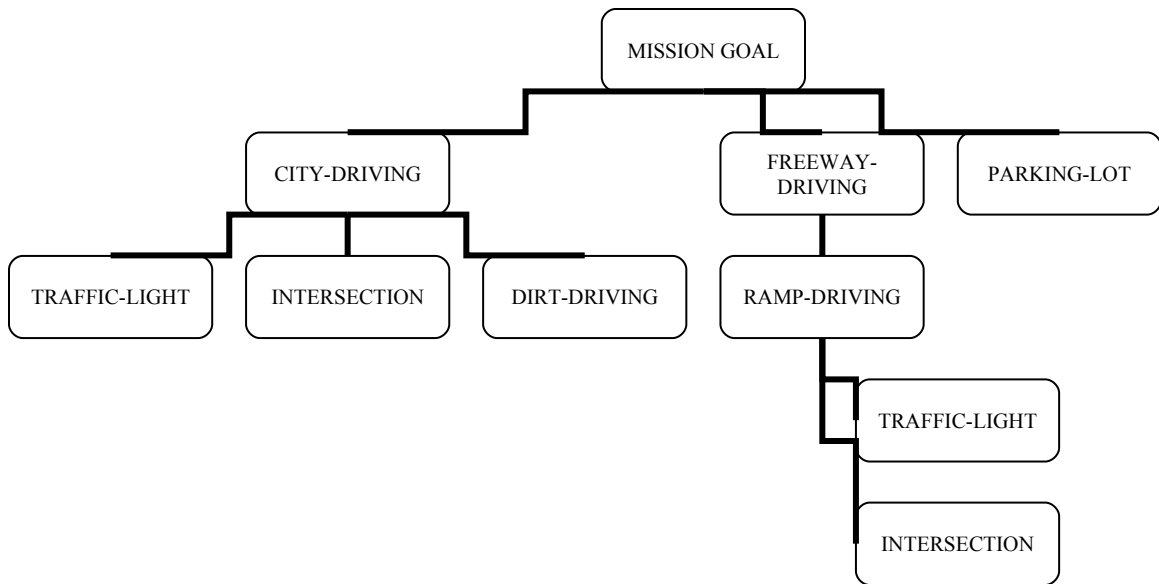 MISSION GOAL
CITY-DRIVING
FREEWAY-
DRIVING
PARKING-LOT
TRAFFIC-LIGHT
INTERSECTION
DIRT-DRIVING
RAMP-DRIVING
TRAFFIC-LIGHT
INTERSECTION